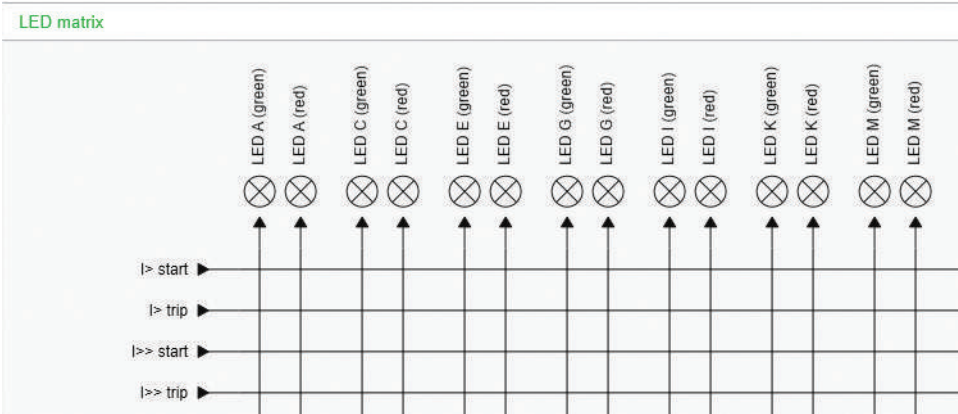 LED matrix
LED A (green)
LED A (red)
LED C (green)
LED C (red)
LED E (green)
LED E (red)
LED G (green)
LED G (red)
LED I (green)
LED I (red)
LED K (green)
LED K (red)
LED M (green)
LED M (red)
I> start
I> trip
I>> start
I>> trip